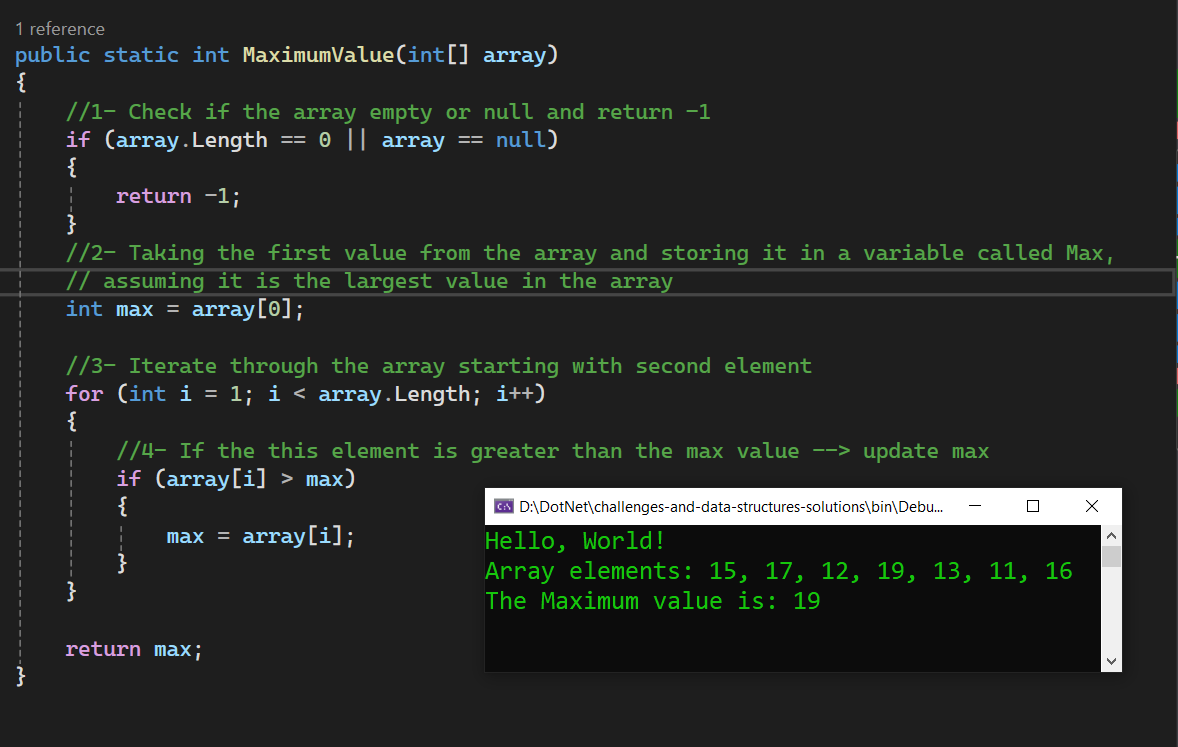 1 reference
public static int MaximumValue(int[] array)
{
//1- Check if the array empty or null and return -1
if (array.Length == 0 || array == null)
{
return -1;
}
//2- Taking the first value from the array and storing it in a variable called Max,
// assuming it is the largest value in the array
int max = array[0];
//3- Iterate through the array starting with second element
for (int i = 1; i < array.Length; i++)
{
//4- If the this element is greater than the max value --> update max
if (array[i] > max)
{
max = array[i];
}
}
return max;
}
D:\DotNet\challenges-and-data-structures-solutions\bin\Debu...
Hello, World!
Array elements: 15, 17, 12, 19, 13, 11, 16
The Maximum value is: 19